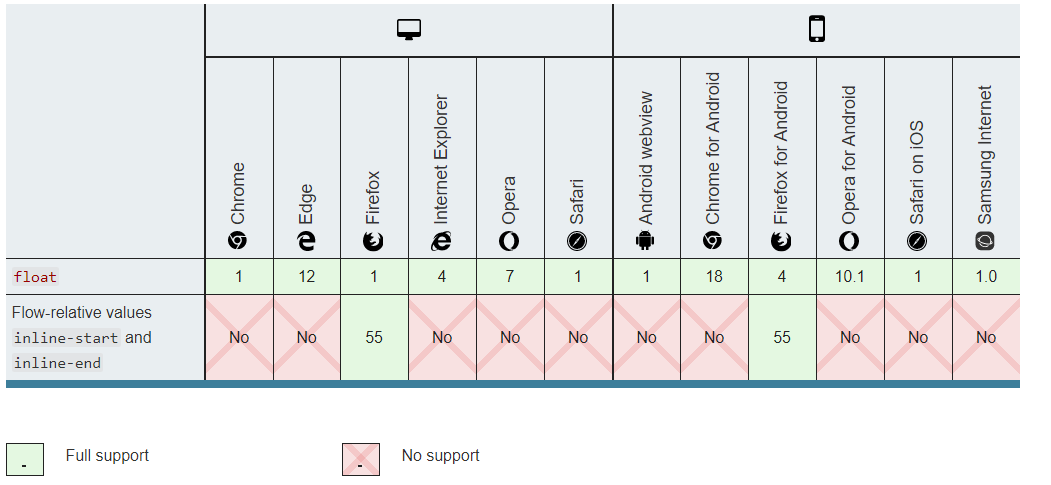 Chrome
Edge
Firefox
Internet Explorer
Opera
Safari
Android webview
Chrome for Android
Firefox for Android
Opera for Android
Safari on iOS
Samsung Internet
float 1 12 1 4 7 1 1 18 4 10.1 1 1.0
Flow-relative values
inline-start and
inline-end
No No 55 No No No No No 55 No No No
- Full support - No support